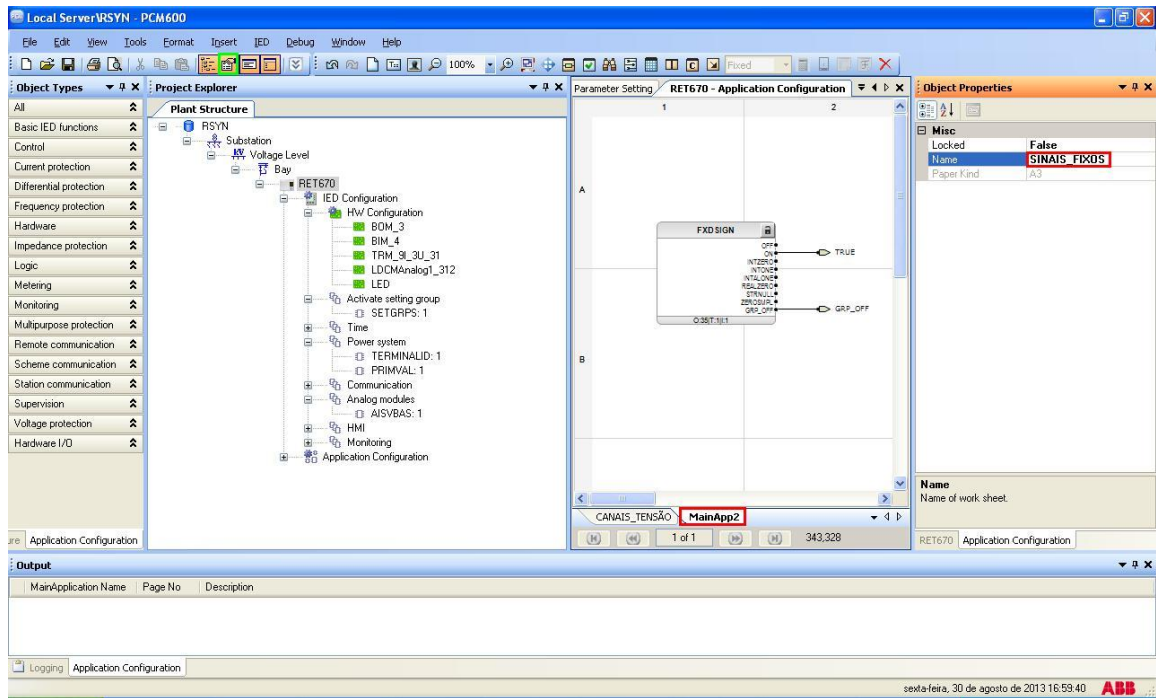 Local Server\RSYN - PCM600
File Edit View Tools Format Insert IED Debug Window Help
100% Fixed
Object Types
All
Basic IED functions
Control
Current protection
Differential protection
Frequency protection
Hardware
Impedance protection
Logic
Metering
Monitoring
Multipurpose protection
Remote communication
Scheme communication
Station communication
Supervision
Voltage protection
Hardware I/O
ure Application Configuration
Project Explorer
Plant Structure
RSYN
Substation
Voltage Level
Bay
RET670
IED Configuration
HW Configuration
BOM_3
BIM_4
TRM_9I_3U_31
LDCMAnalog1_312
LED
Activate setting group
SETGRPS: 1
Time
Power system
TERMINALID: 1
PRIMVAL: 1
Communication
Analog modules
AISVBAS: 1
HMI
Monitoring
Application Configuration
Parameter Setting RET670 - Application Configuration
1 2
A
B
FXDSIGN
OFF
ON
INTZERO
INTONE
INTALONE
REALZERO
STRNULL
ZEROSMPL
GRP_OFF
O:35|T:1|I:1
TRUE
GRP_OFF
CANAIS_TENSÃO MainApp2
1 of 1 343,328
Object Properties
Misc
Locked False
Name SINAIS_FIXOS
Paper Kind A3
Name
Name of work sheet.
RET670 Application Configuration
Output
MainApplication Name Page No Description
Logging Application Configuration
sexta-feira, 30 de agosto de 2013 16:59:40 ABB